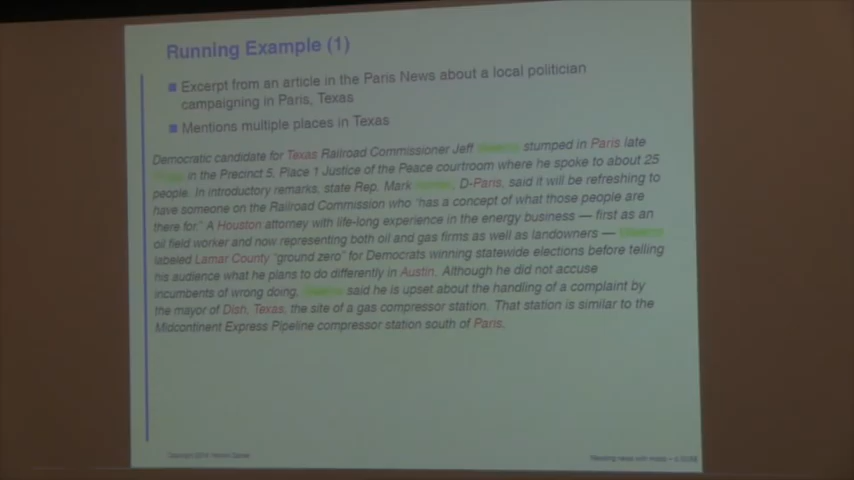 Running Example (1)
Excerpt from an article in the Paris News about a local politician
campaigning in Paris, Texas
Mentions multiple places in Texas
Democratic candidate for Texas Railroad Commissioner Jeff stumped in Paris late
in the Precinct 5, Place 1 Justice of the Peace courtroom where he spoke to about 25
people. In introductory remarks, state Rep. Mark , D-Paris, said it will be refreshing to
have someone on the Railroad Commission who "has a concept of what those people are
there for." A Houston attorney with life-long experience in the energy business — first as an
oil field worker and now representing both oil and gas firms as well as landowners —
labeled Lamar County "ground zero" for Democrats winning statewide elections before telling
his audience what he plans to do differently in Austin. Although he did not accuse
incumbents of wrong doing, said he is upset about the handling of a complaint by
the mayor of Dish, Texas, the site of a gas compressor station. That station is similar to the
Midcontinent Express Pipeline compressor station south of Paris.
Reading news with maps – p.